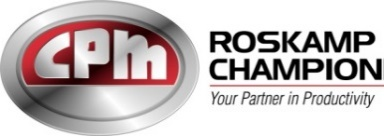 CPM
ROSKAMP
CHAMPION
Your Partner in Productivity